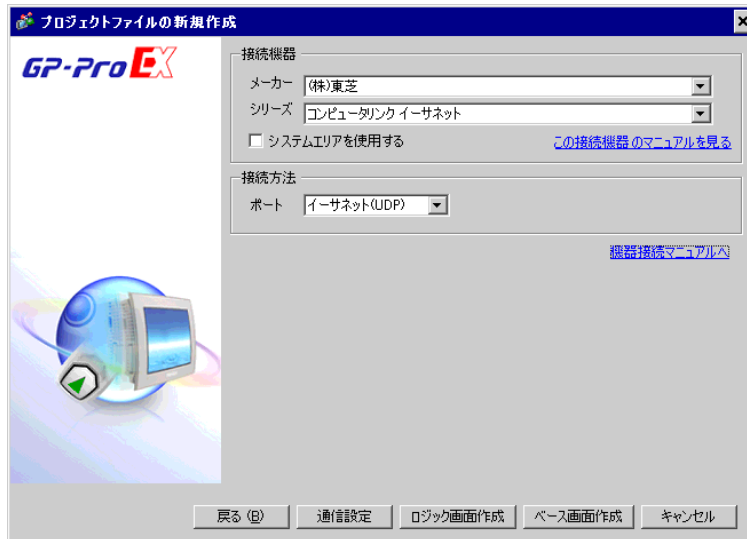 プロジェクトファイルの新規作成
GP-Pro EX
接続機器
メーカー (株)東芝
シリーズ コンピュータリンク イーサネット
システムエリアを使用する この接続機器のマニュアルを見る
接続方法
ポート イーサネット(UDP)
機器接続マニュアルへ
戻る(B) 通信設定 ロジック画面作成 ベース画面作成 キャンセル